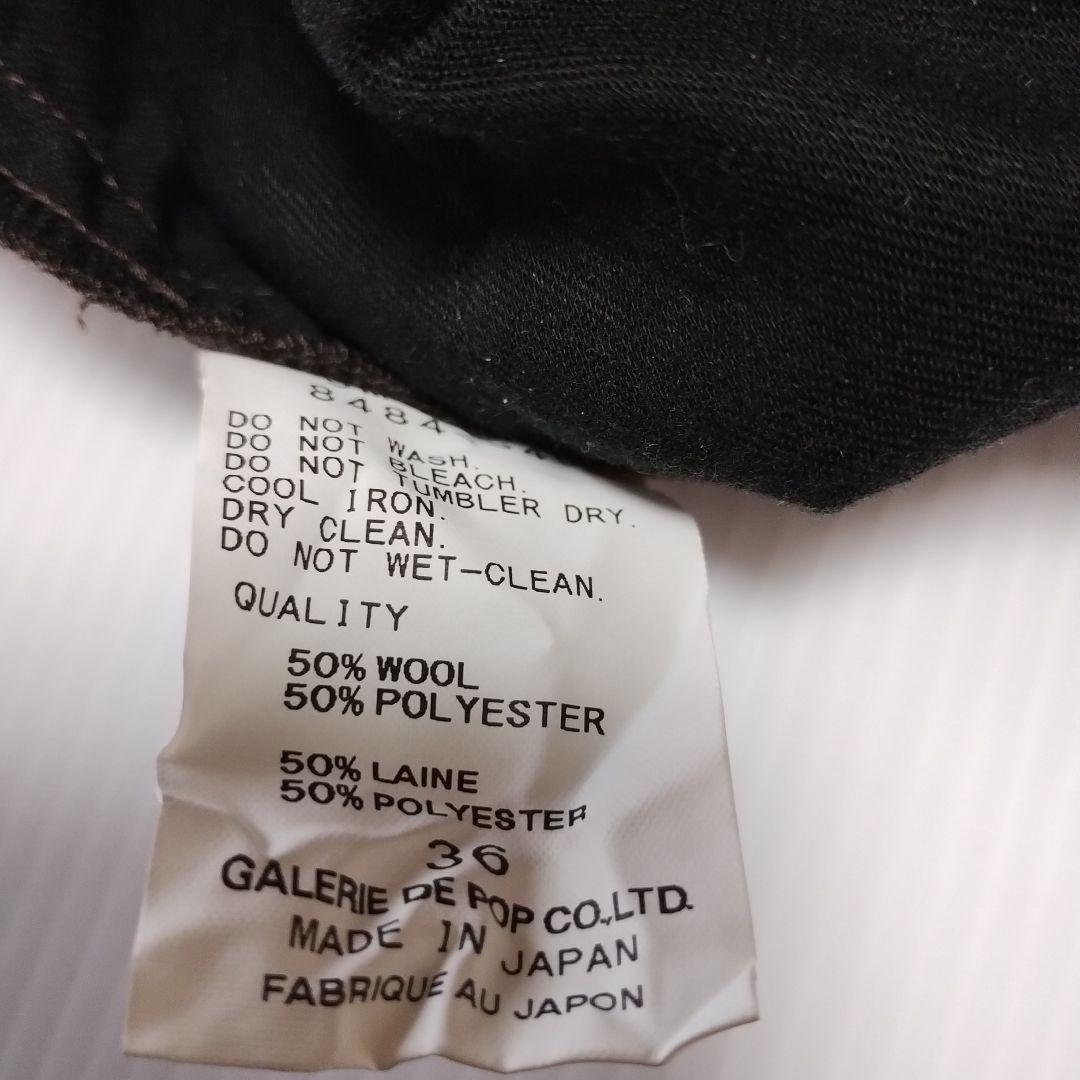 8484
DO NOT WASH.
DO NOT BLEACH.
DO NOT TUMBLER DRY.
COOL IRON.
DRY CLEAN.
DO NOT WET-CLEAN.
QUALITY
50% WOOL
50% POLYESTER
50% LAINE
50% POLYESTER
36
GALERIE DE POP CO.,LTD.
MADE IN JAPAN
FABRIQUE AU JAPON